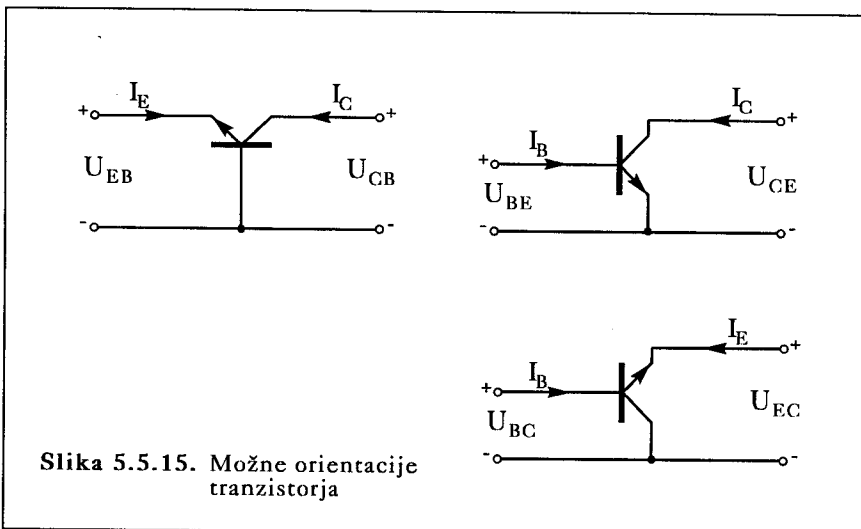 I_E I_C
+ +
U_EB U_CB
- -
I_C
+
I_B
+
U_BE U_CE
- -
I_E
+
I_B
+
U_BC U_EC
- -
Slika 5.5.15. Možne orientacije
tranzistorja